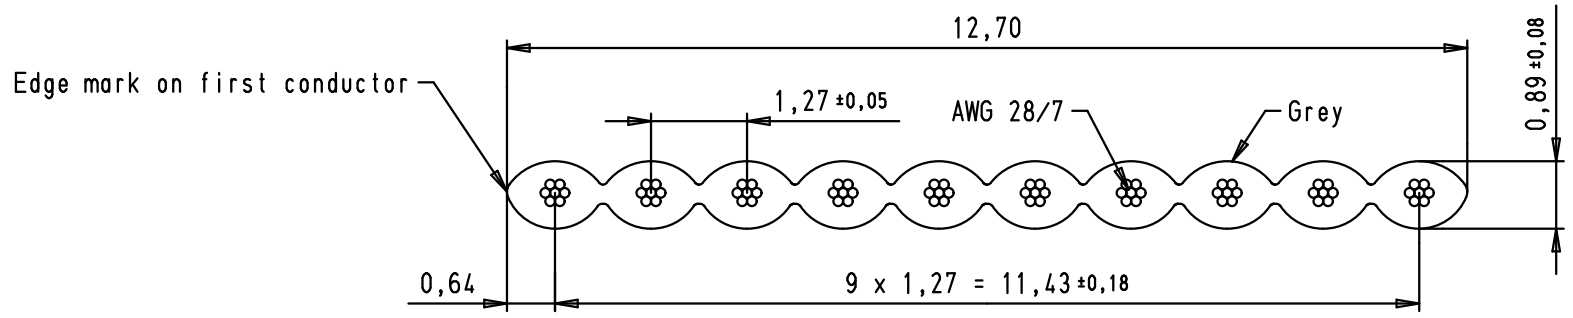 12,70
0,89 ±0,08
Edge mark on first conductor
1,27 ±0,05
AWG 28/7
Grey
0,64
9 x 1,27 = 11,43 ±0,18